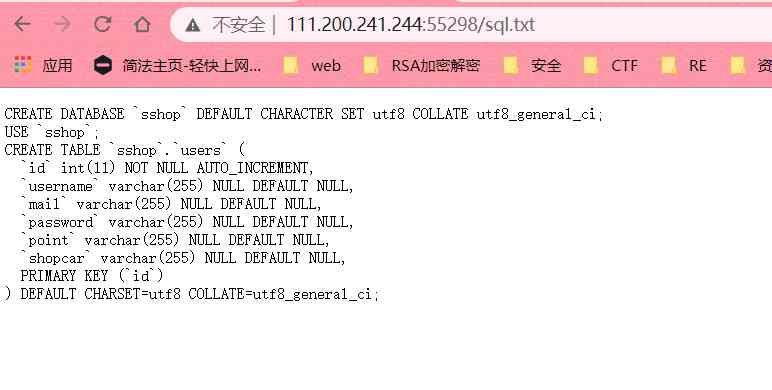 不安全 | 111.200.241.244:55298/sql.txt
应用 简法主页-轻快上网... web RSA加密解密 安全 CTF RE 资
CREATE DATABASE `sshop` DEFAULT CHARACTER SET utf8 COLLATE utf8_general_ci;
USE `sshop`;
CREATE TABLE `sshop`.`users` (
`id` int(11) NOT NULL AUTO_INCREMENT,
`username` varchar(255) NULL DEFAULT NULL,
`mail` varchar(255) NULL DEFAULT NULL,
`password` varchar(255) NULL DEFAULT NULL,
`point` varchar(255) NULL DEFAULT NULL,
`shopcar` varchar(255) NULL DEFAULT NULL,
PRIMARY KEY (`id`)
) DEFAULT CHARSET=utf8 COLLATE=utf8_general_ci;